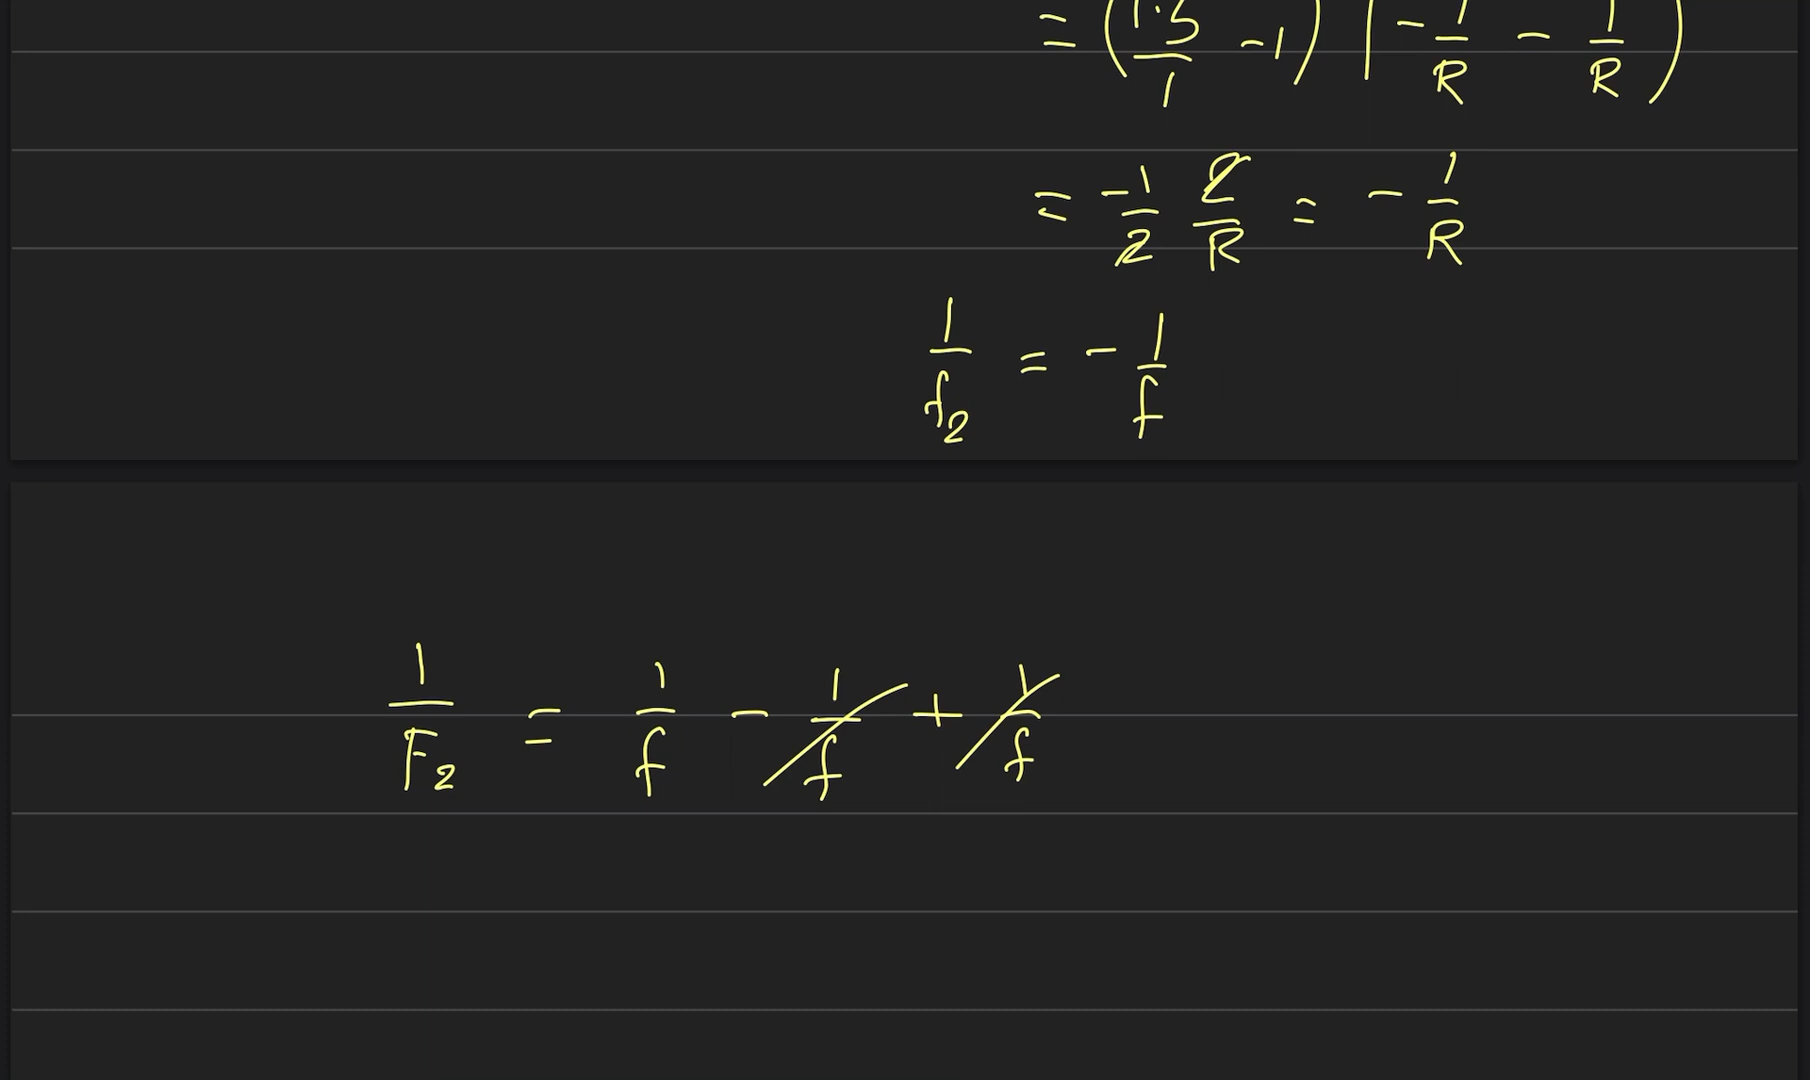 = (1.5/1 - 1) (-1/R - 1/R)
= -1/2 2/R = - 1/R
1/f₂ = - 1/f
1/F₂ = 1/f - 1/f + 1/f